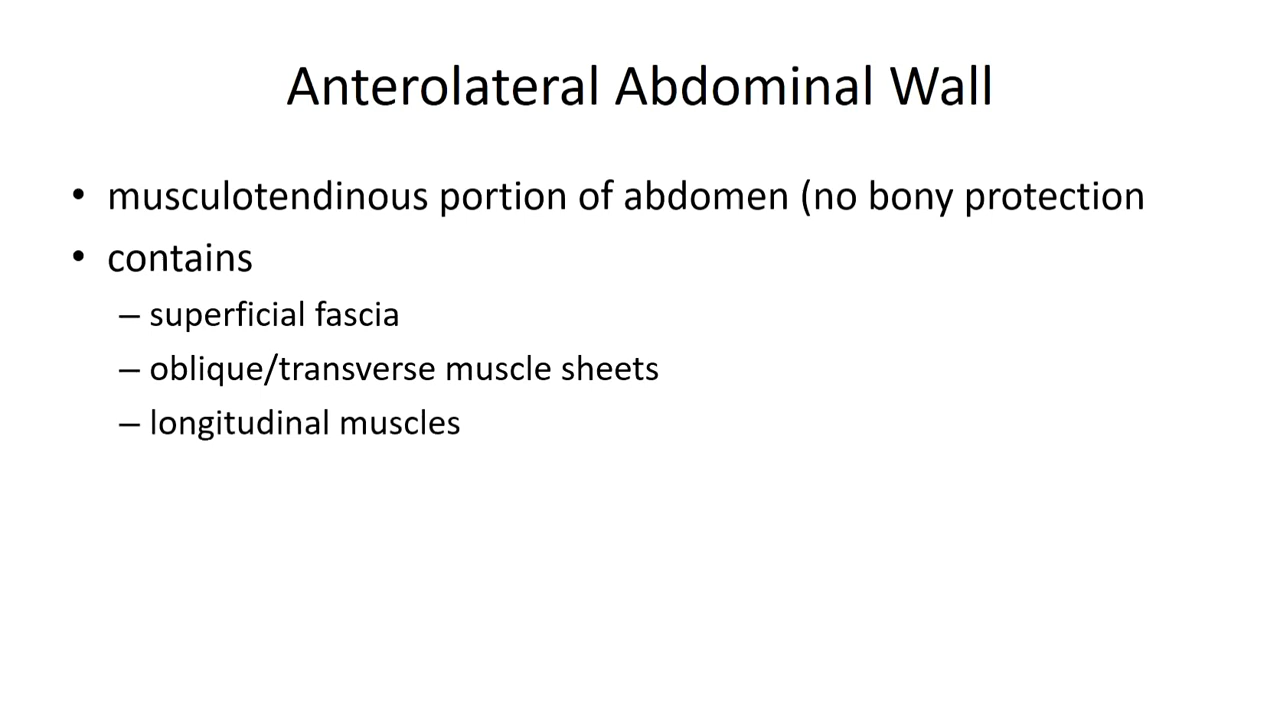 Anterolateral Abdominal Wall
• musculotendinous portion of abdomen (no bony protection
• contains
– superficial fascia
– oblique/transverse muscle sheets
– longitudinal muscles